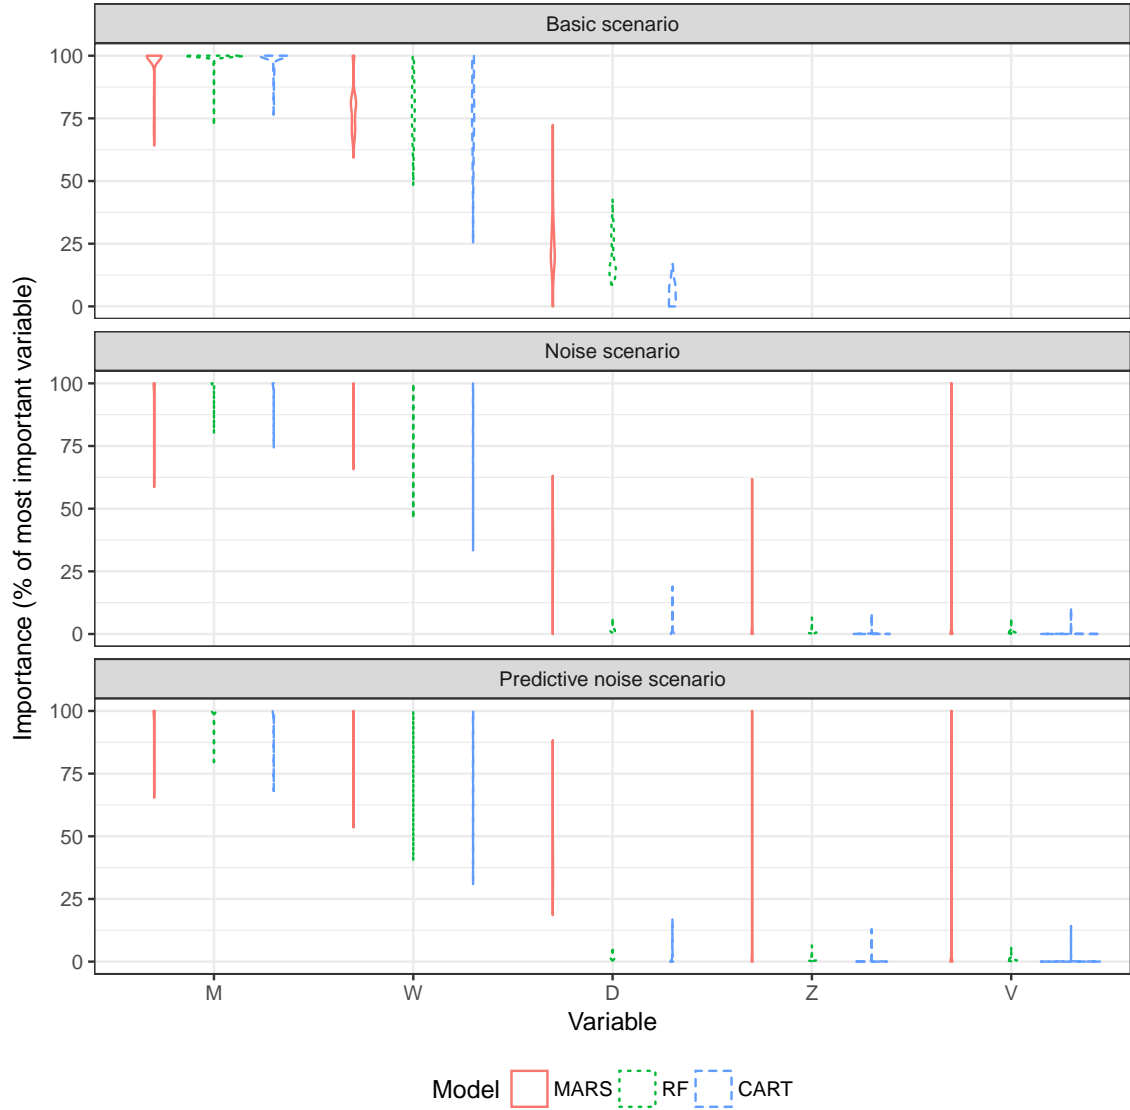 Basic scenario
100
75
50
25
0
Noise scenario
100
75
50
25
0
Predictive noise scenario
100
75
50
25
0
Importance (% of most important variable)
M W D Z V
Variable
Model MARS RF CART